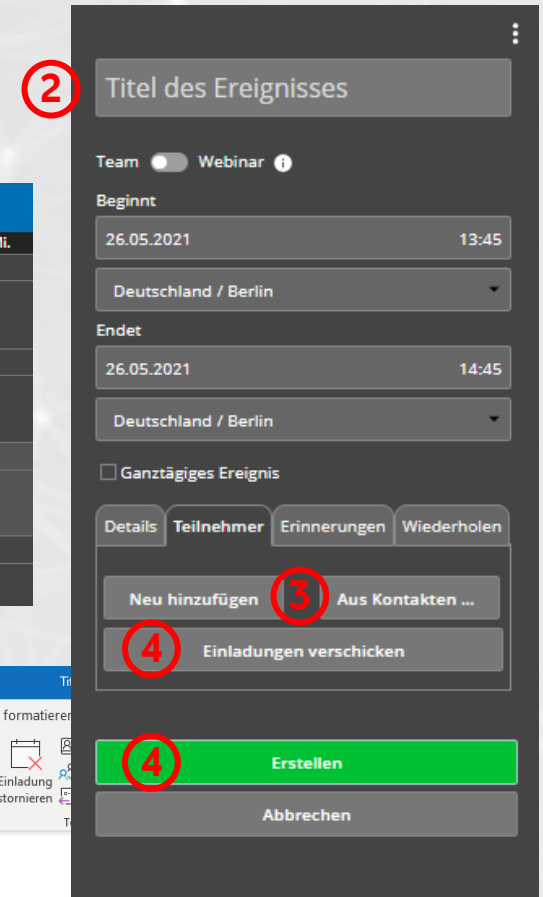 2
Titel des Ereignisses
Team Webinar i
Beginnt
26.05.2021 13:45
Deutschland / Berlin
Endet
26.05.2021 14:45
Deutschland / Berlin
Ganztägiges Ereignis
Details Teilnehmer Erinnerungen Wiederholen
Neu hinzufügen 3 Aus Kontakten ...
4 Einladungen verschicken
4 Erstellen
Abbrechen
formatieren
Einladung